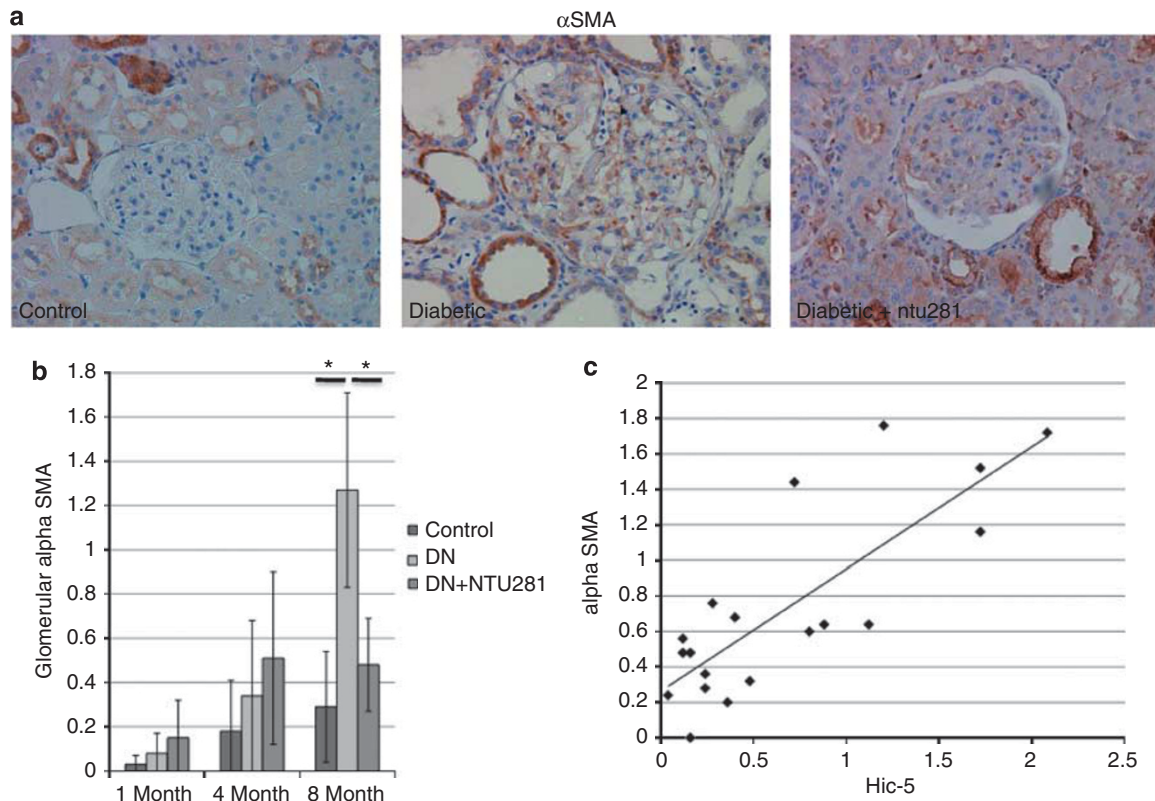 a
αSMA
Control
Diabetic
Diabetic + ntu281
b
Glomerular alpha SMA
1.8
1.6
1.4
1.2
1
0.8
0.6
0.4
0.2
0
* *
1 Month 4 Month 8 Month
Control
DN
DN+NTU281
c
alpha SMA
2
1.8
1.6
1.4
1.2
1
0.8
0.6
0.4
0.2
0
0 0.5 1 1.5 2 2.5
Hic-5